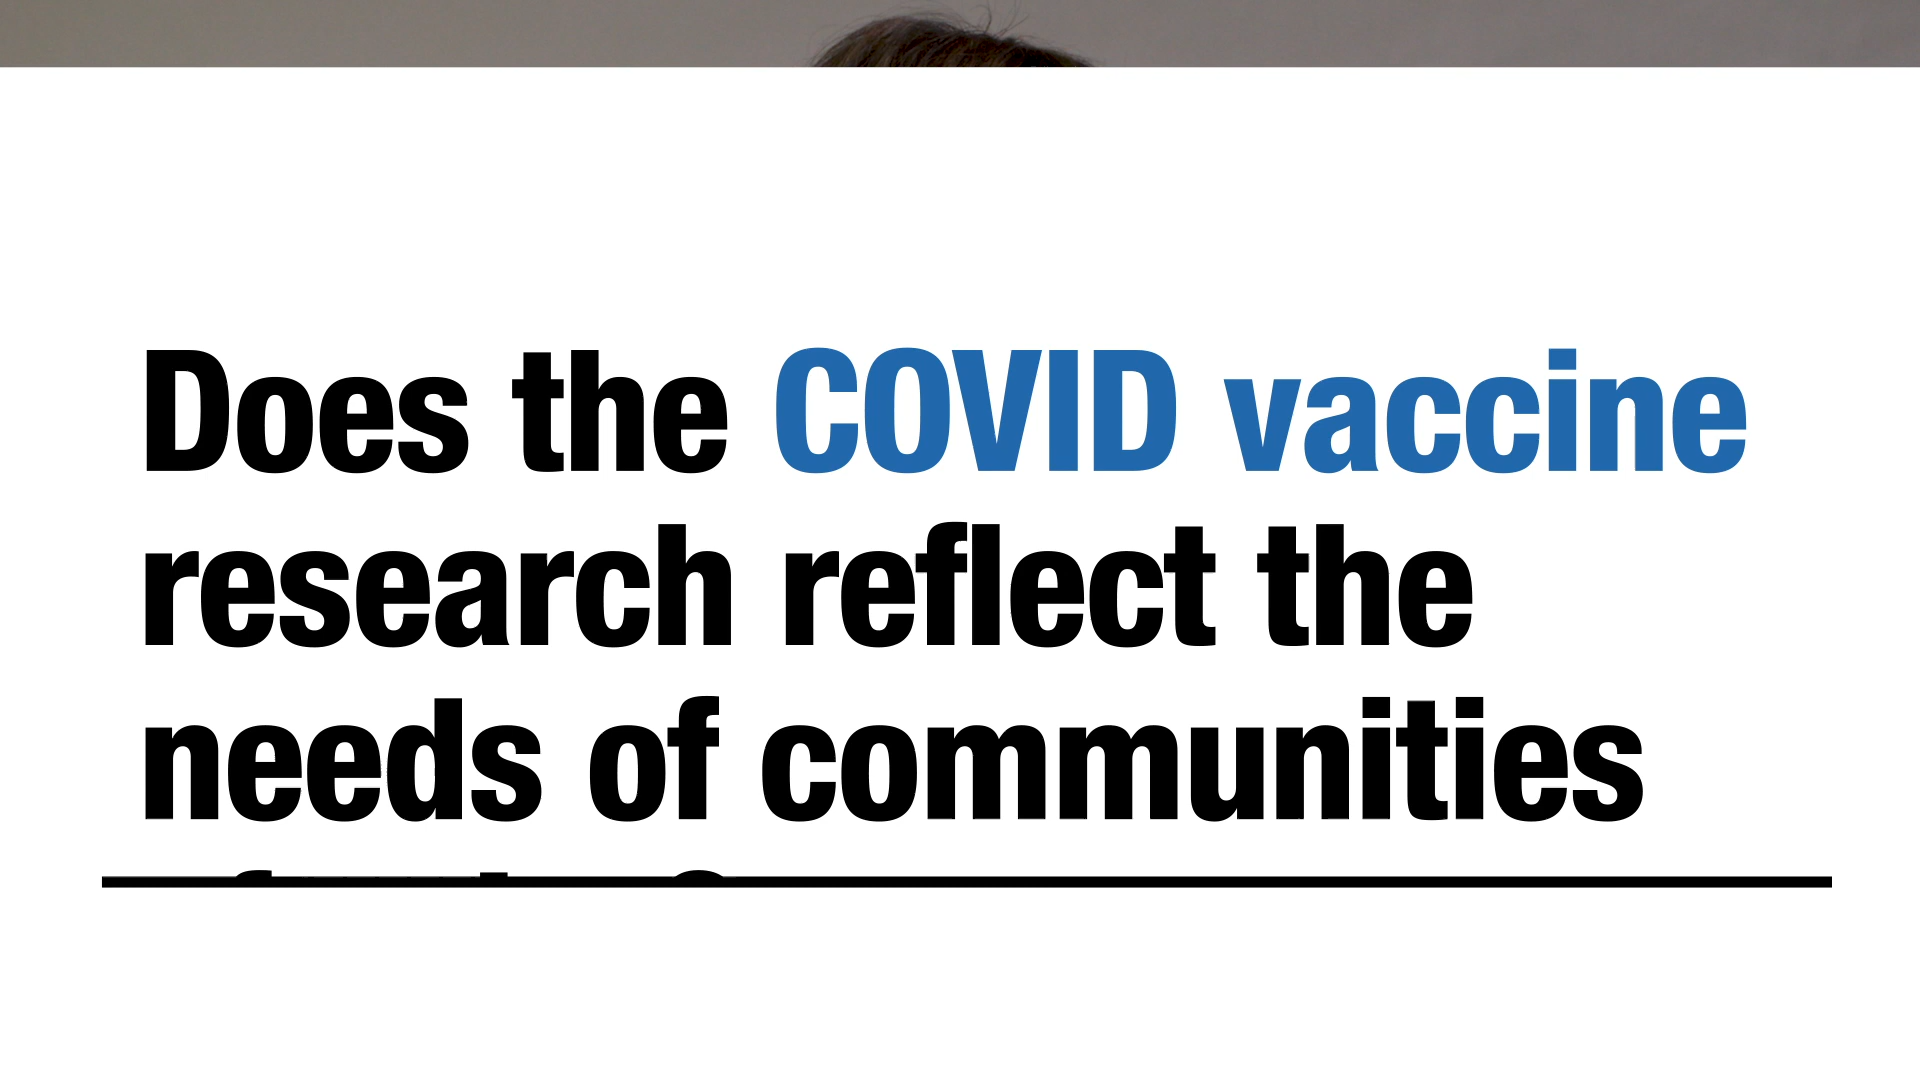 Does the COVID vaccine
research reflect the
needs of communities